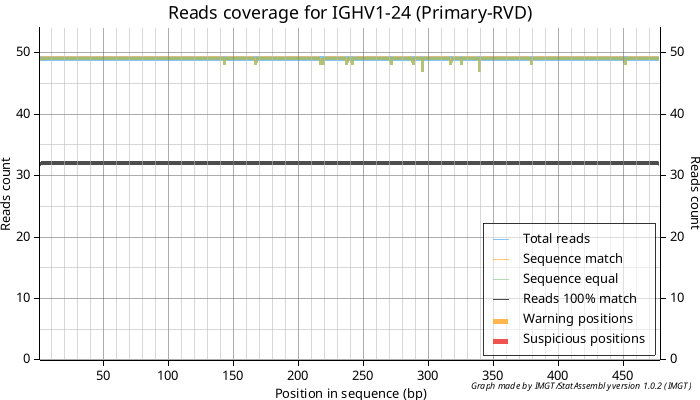 Reads coverage for IGHV1-24 (Primary-RVD)
50
50
40
40
30
30
20
20
10
10
0
0
Reads count
Reads count
Total reads
Sequence match
Sequence equal
Reads 100% match
Warning positions
Suspicious positions
50 100 150 200 250 300 350 400 450
Position in sequence (bp)
Graph made by IMGT/StatAssembly version 1.0.2 (IMGT)